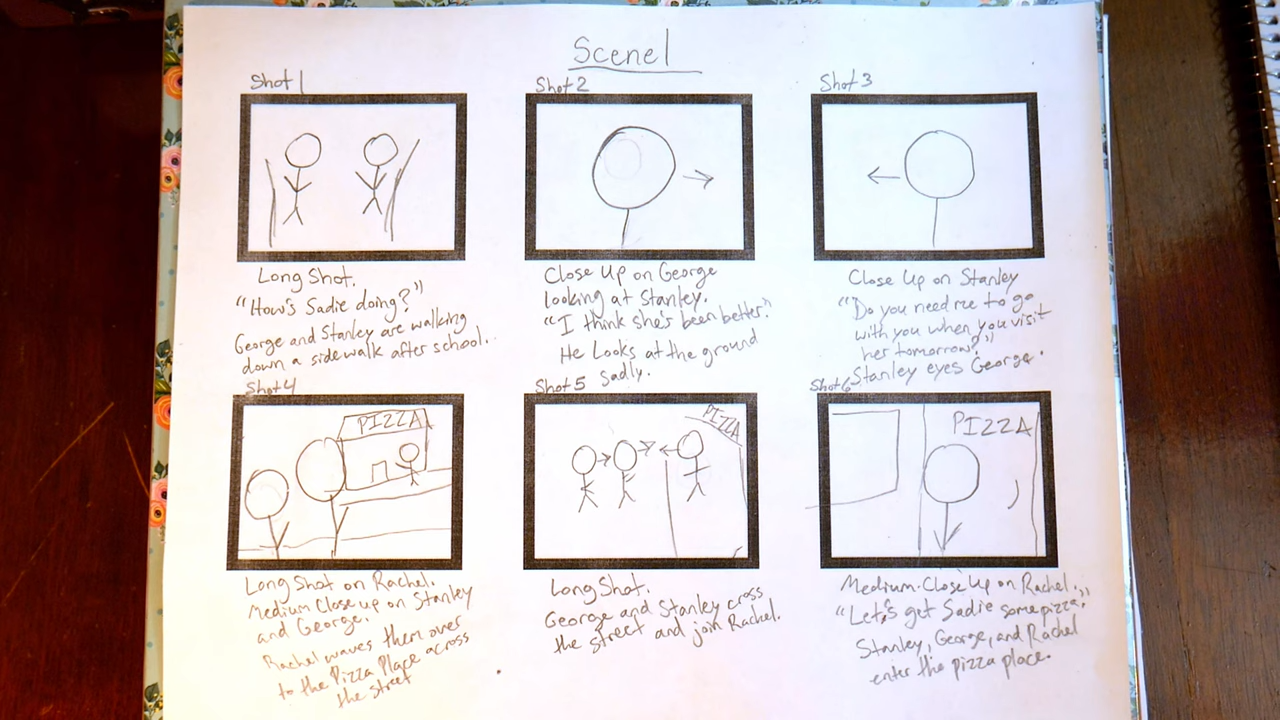 Scene 1
Shot 1
Long Shot.
"How's Sadie doing?"
George and Stanley are walking
down a sidewalk after school.
Shot 2
Close Up on George
looking at Stanley.
"I think she's been better."
He Looks at the ground
Sadly.
Shot 3
Close Up on Stanley
"Do you need me to go
with you when you visit
her tomorrow?"
Stanley eyes George.
Shot 4
PIZZA
Long Shot on Rachel.
Medium Close up on Stanley
and George.
Rachel waves them over
to the Pizza Place across
the street
Shot 5
PIZZA
Long Shot.
George and Stanley cross
the street and join Rachel.
Shot 6
PIZZA
Medium Close Up on Rachel.
"Let's get Sadie some pizza."
Stanley, George, and Rachel
enter the pizza place.